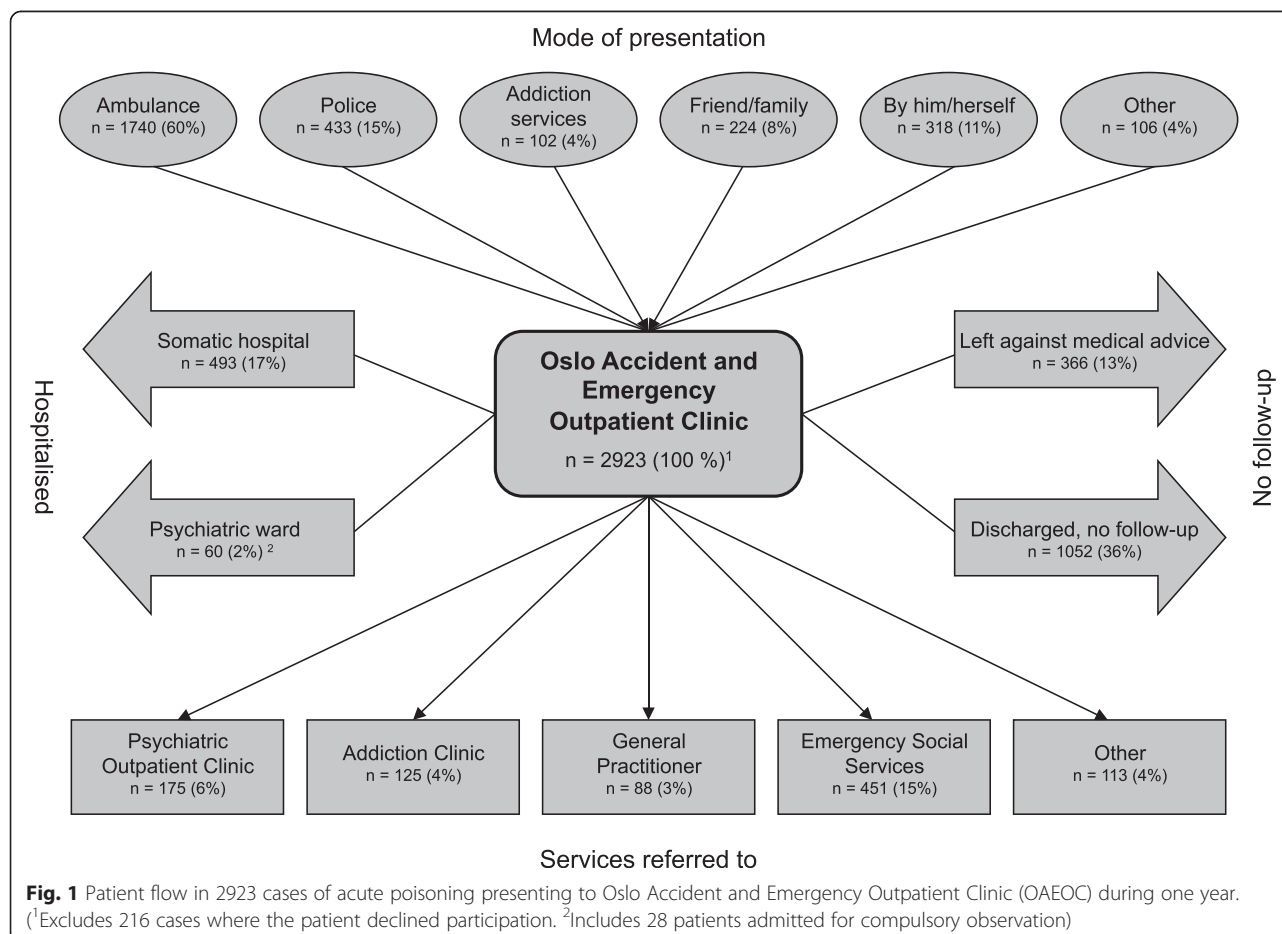 Mode of presentation
Ambulance
n = 1740 (60%)
Police
n = 433 (15%)
Addiction
services
n = 102 (4%)
Friend/family
n = 224 (8%)
By him/herself
n = 318 (11%)
Other
n = 106 (4%)
Hospitalised
Somatic hospital
n = 493 (17%)
Psychiatric ward
n = 60 (2%) ²
Oslo Accident and
Emergency
Outpatient Clinic
n = 2923 (100 %)¹
Left against medical advice
n = 366 (13%)
Discharged, no follow-up
n = 1052 (36%)
No follow-up
Psychiatric
Outpatient Clinic
n = 175 (6%)
Addiction Clinic
n = 125 (4%)
General
Practitioner
n = 88 (3%)
Emergency Social
Services
n = 451 (15%)
Other
n = 113 (4%)
Services referred to
Fig. 1 Patient flow in 2923 cases of acute poisoning presenting to Oslo Accident and Emergency Outpatient Clinic (OAEOC) during one year.
(¹Excludes 216 cases where the patient declined participation. ²Includes 28 patients admitted for compulsory observation)